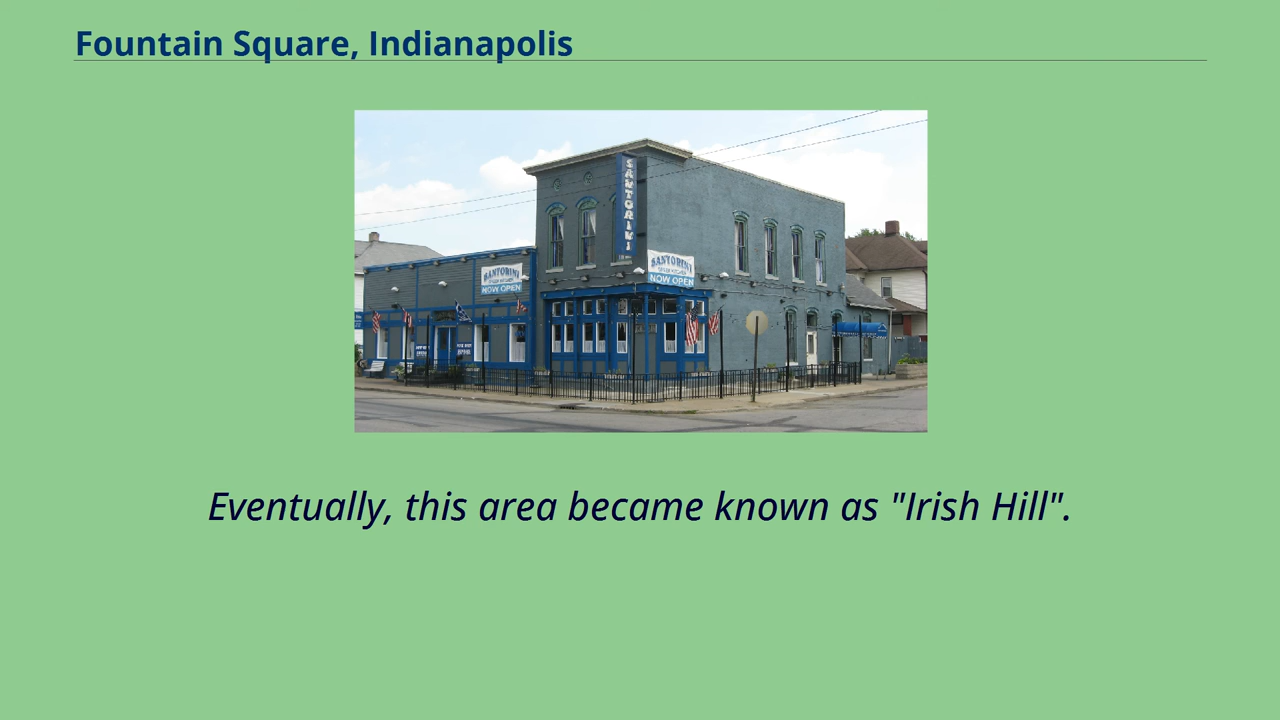 Fountain Square, Indianapolis
SANTORINI
SANTORINI
NOW OPEN
SANTORINI
NOW OPEN
Eventually, this area became known as "Irish Hill".